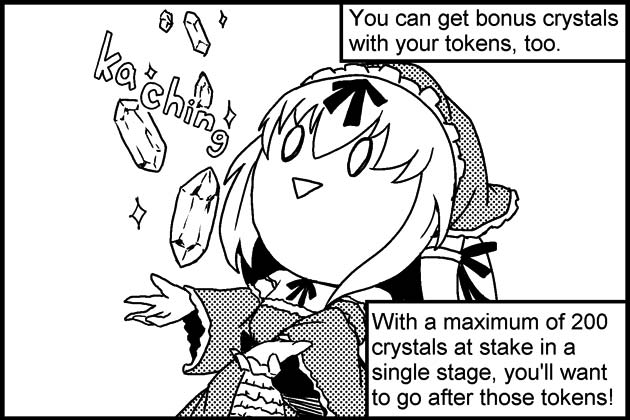 You can get bonus crystals
with your tokens, too.
ka-ching
With a maximum of 200
crystals at stake in a
single stage, you'll want
to go after those tokens!